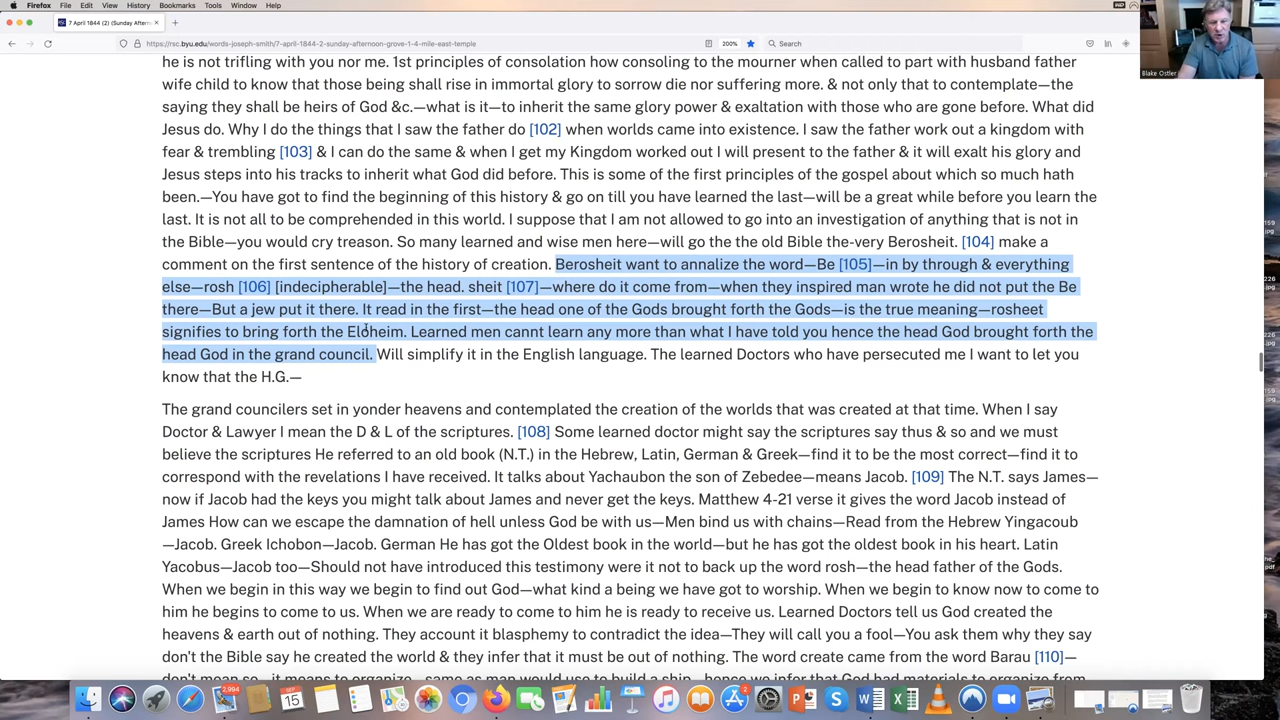 Firefox File Edit View History Bookmarks Tools Window Help
7 April 1844 (2) (Sunday Aftern
https://rsc.byu.edu/words-joseph-smith/7-april-1844-2-sunday-afternoon-grove-1-4-mile-east-temple
200%
Search
Blake Ostler
he is not trifling with you nor me. 1st principles of consolation how consoling to the mourner when called to part with husband father
wife child to know that those being shall rise in immortal glory to sorrow die nor suffering more. & not only that to contemplate—the
saying they shall be heirs of God &c.—what is it—to inherit the same glory power & exaltation with those who are gone before. What did
Jesus do. Why I do the things that I saw the father do [102] when worlds came into existence. I saw the father work out a kingdom with
fear & trembling [103] & I can do the same & when I get my kingdom worked out I will present to the father & it will exalt his glory and
Jesus steps into his tracks to inherit what God did before. This is some of the first principles of the gospel about which so much hath
been.—You have got to find the beginning of this history & go on till you have learned the last—will be a great while before you learn the
last. It is not all to be comprehended in this world. I suppose that I am not allowed to go into an investigation of anything that is not in
the Bible—you would cry treason. So many learned and wise men here—will go the the old Bible the-very Berosheit. [104] make a
comment on the first sentence of the history of creation. Berosheit want to annalize the word—Be [105]—in by through & everything
else—rosh [106] [indecipherable]—the head. sheit [107]—where do it come from—when they inspired man wrote he did not put the Be
there—But a jew put it there. It read in the first—the head one of the Gods brought forth the Gods—is the true meaning—rosheet
signifies to bring forth the Eldheim. Learned men cannt learn any more than what I have told you hence the head God brought forth the
head God in the grand council. Will simplify it in the English language. The learned Doctors who have persecuted me I want to let you
know that the H.G.—
The grand councilers set in yonder heavens and contemplated the creation of the worlds that was created at that time. When I say
Doctor & Lawyer I mean the D & L of the scriptures. [108] Some learned doctor might say the scriptures say thus & so and we must
believe the scriptures He referred to an old book (N.T.) in the Hebrew, Latin, German & Greek—find it to be the most correct—find it to
correspond with the revelations I have received. It talks about Yachaubon the son of Zebedee—means Jacob. [109] The N.T. says James—
now if Jacob had the keys you might talk about James and never get the keys. Matthew 4-21 verse it gives the word Jacob instead of
James How can we escape the damnation of hell unless God be with us—Men bind us with chains—Read from the Hebrew Yingacoub
—Jacob. Greek Ichobon—Jacob. German He has got the Oldest book in the world—but he has got the oldest book in his heart. Latin
Yacobus—Jacob too—Should not have introduced this testimony were it not to back up the word rosh—the head father of the Gods.
When we begin in this way we begin to find out God—what kind a being we have got to worship. When we begin to know now to come to
him he begins to come to us. When we are ready to come to him he is ready to receive us. Learned Doctors tell us God created the
heavens & earth out of nothing. They account it blasphemy to contradict the idea—They will call you a fool—You ask them why they say
don't the Bible say he created the world & they infer that it must be out of nothing. The word create came from the word Barau [110]—
2,994
15
2